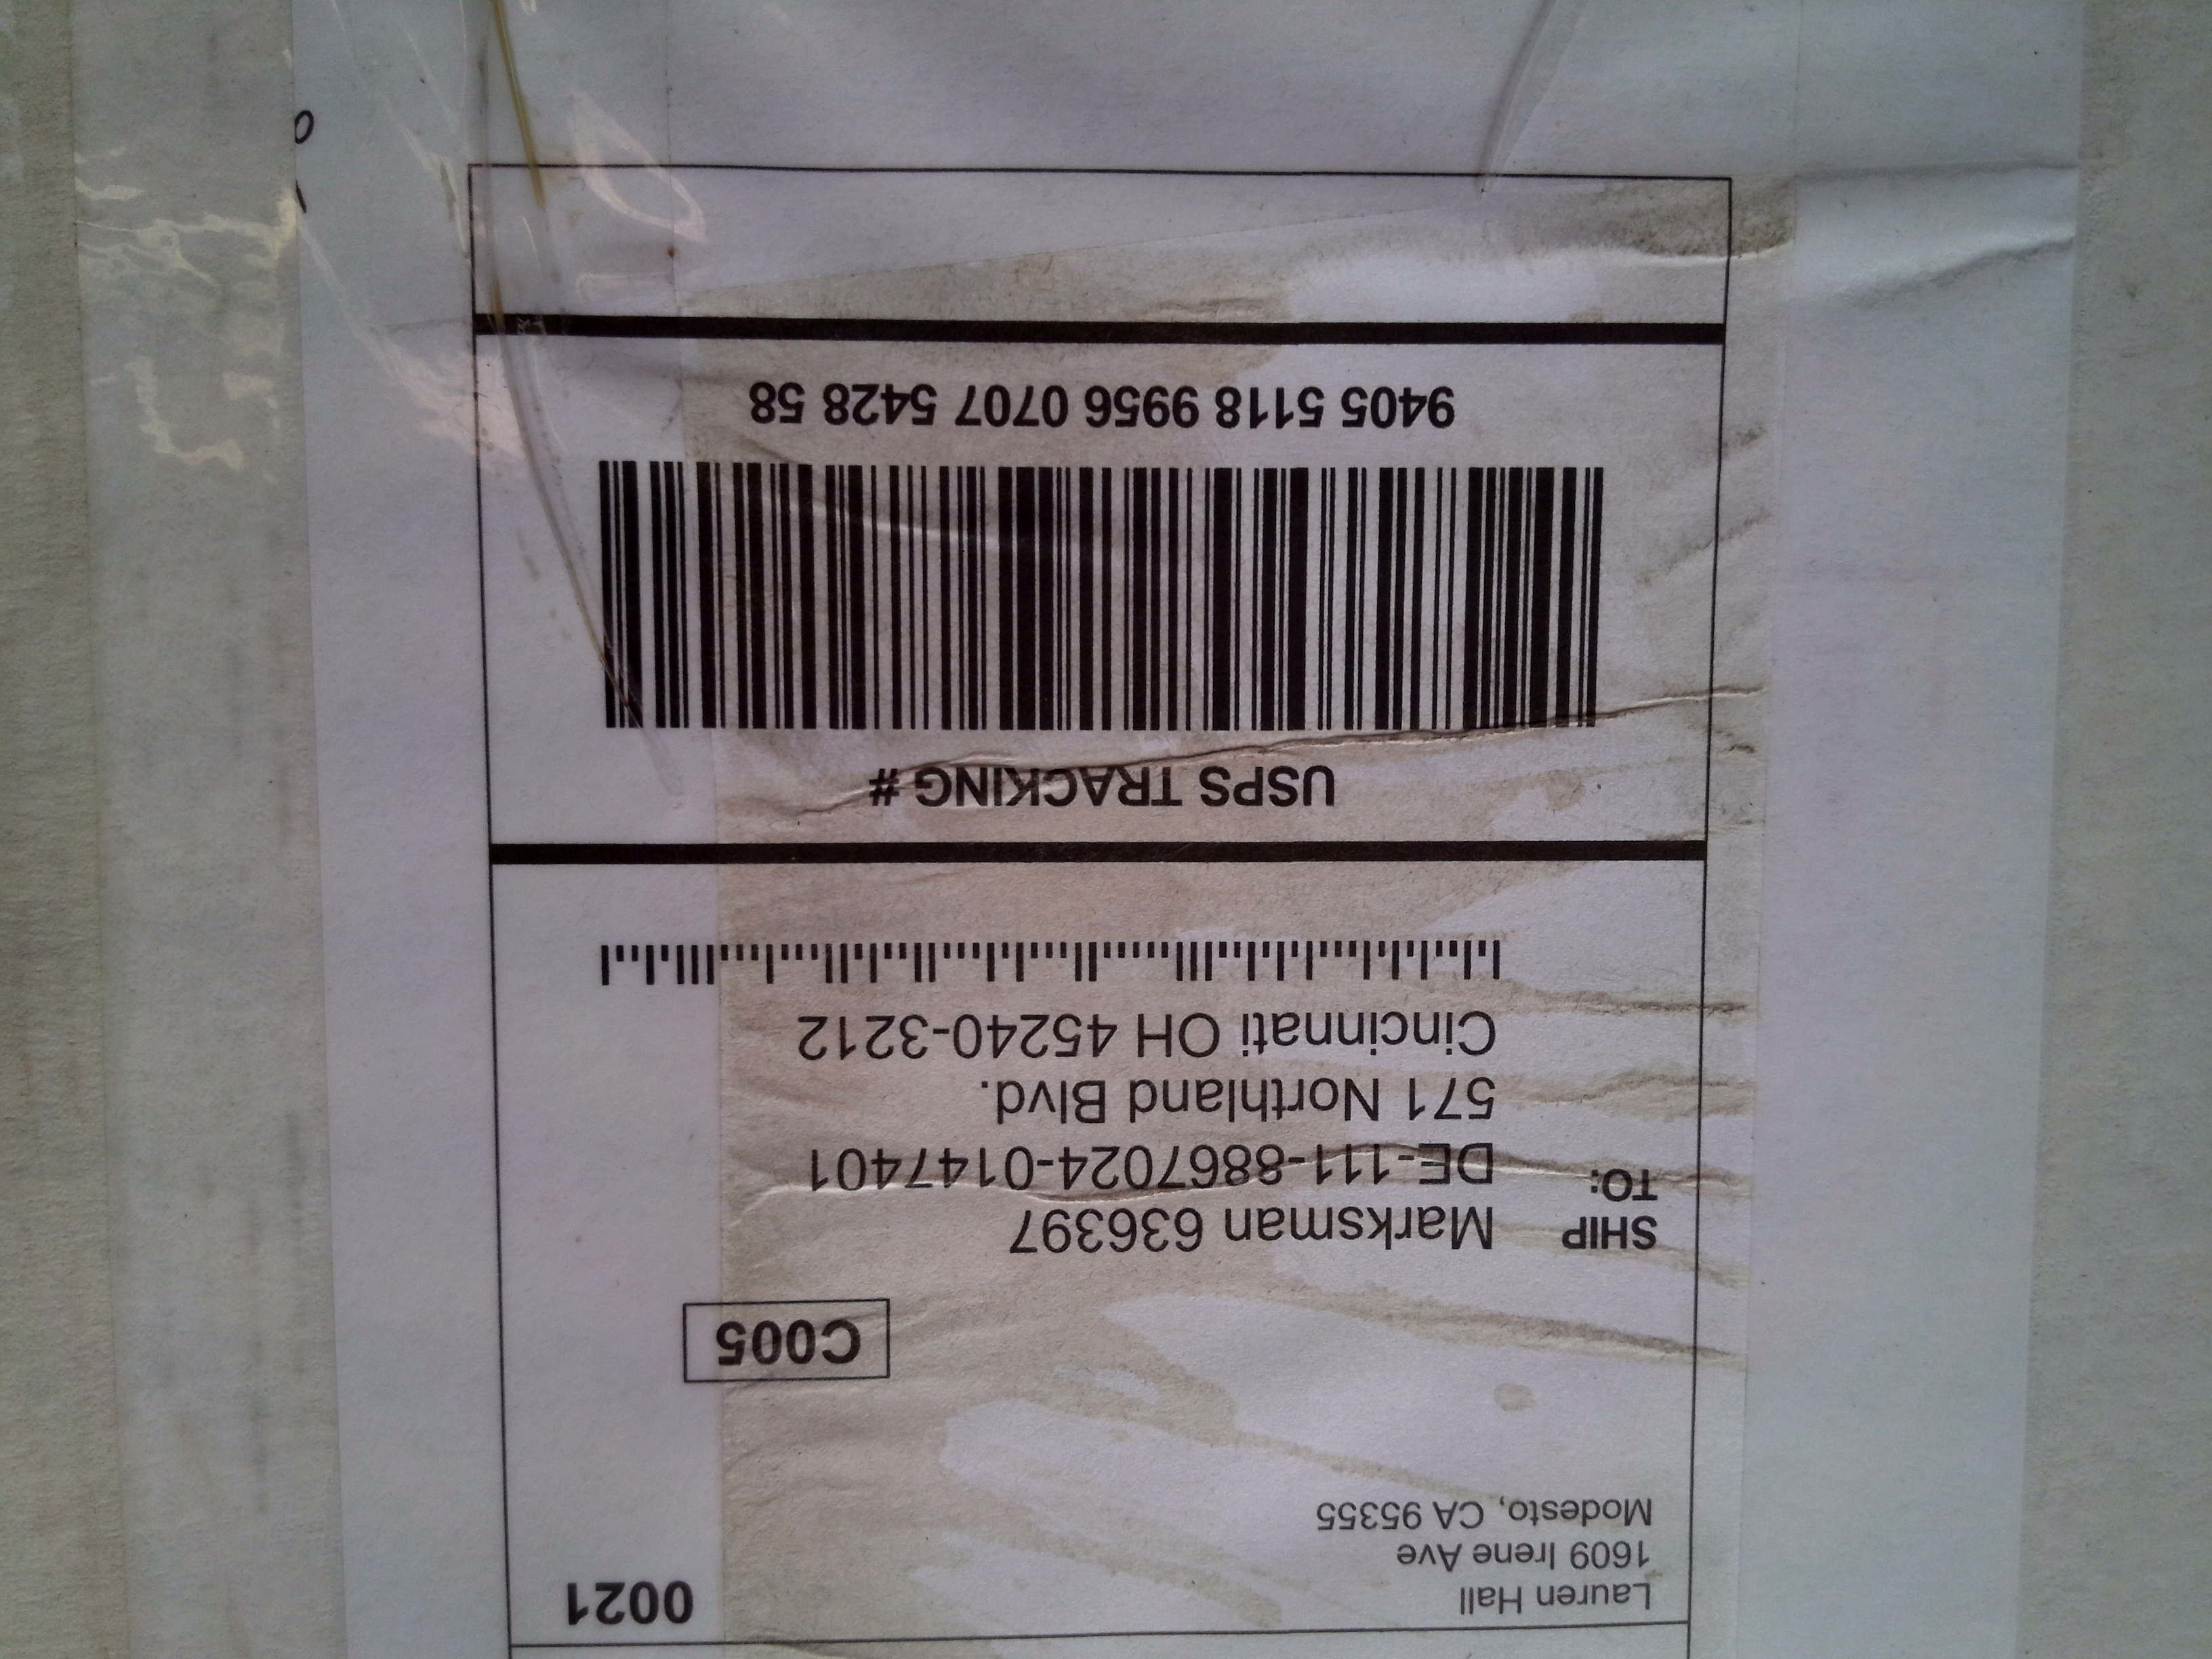 Lauren Hall
1609 Irene Ave
Modesto, CA 95355
0021
C005
SHIP
TO:
Marksman 636397
DE-111-8867024-0147401
571 Northland Blvd.
Cincinnati OH 45240-3212
USPS TRACKING #
9405 5118 9956 0707 5428 58